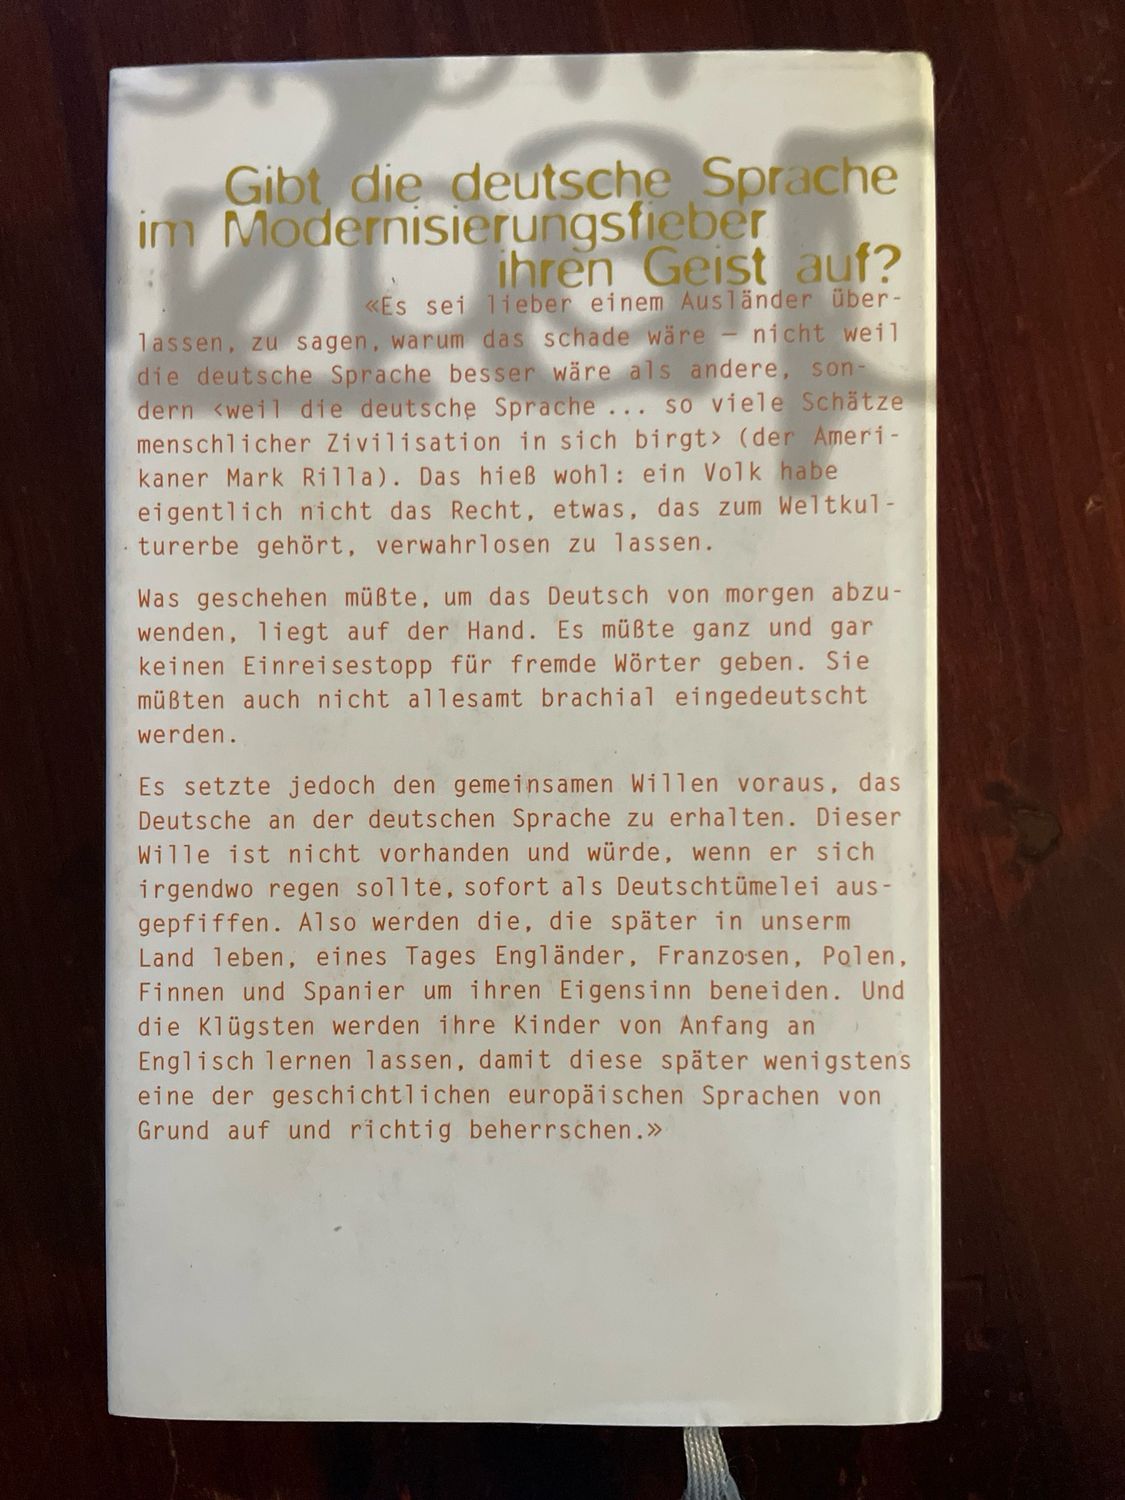 Gibt die deutsche Sprache
im Modernisierungsfieber
ihren Geist auf?
«Es sei lieber einem Ausländer über-
lassen, zu sagen, warum das schade wäre – nicht weil
die deutsche Sprache besser wäre als andere, son-
dern ‹weil die deutsche Sprache ... so viele Schätze
menschlicher Zivilisation in sich birgt› (der Ameri-
kaner Mark Rilla). Das hieß wohl: ein Volk habe
eigentlich nicht das Recht, etwas, das zum Weltkul-
turerbe gehört, verwahrlosen zu lassen.
Was geschehen müßte, um das Deutsch von morgen abzu-
wenden, liegt auf der Hand. Es müßte ganz und gar
keinen Einreisestopp für fremde Wörter geben. Sie
müßten auch nicht allesamt brachial eingedeutscht
werden.
Es setzte jedoch den gemeinsamen Willen voraus, das
Deutsche an der deutschen Sprache zu erhalten. Dieser
Wille ist nicht vorhanden und würde, wenn er sich
irgendwo regen sollte, sofort als Deutschtümelei aus-
gepfiffen. Also werden die, die später in unserm
Land leben, eines Tages Engländer, Franzosen, Polen,
Finnen und Spanier um ihren Eigensinn beneiden. Und
die Klügsten werden ihre Kinder von Anfang an
Englisch lernen lassen, damit diese später wenigstens
eine der geschichtlichen europäischen Sprachen von
Grund auf und richtig beherrschen.»